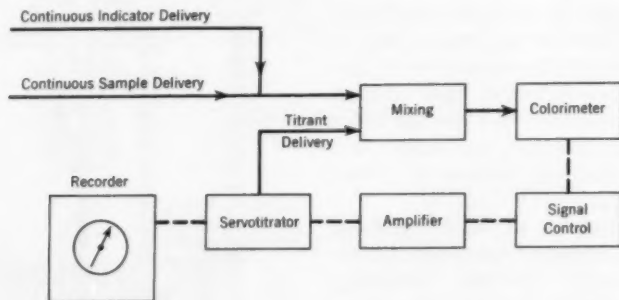 Continuous Indicator Delivery
Continuous Sample Delivery
Titrant
Delivery
Mixing
Colorimeter
Recorder
Servotitrator
Amplifier
Signal
Control